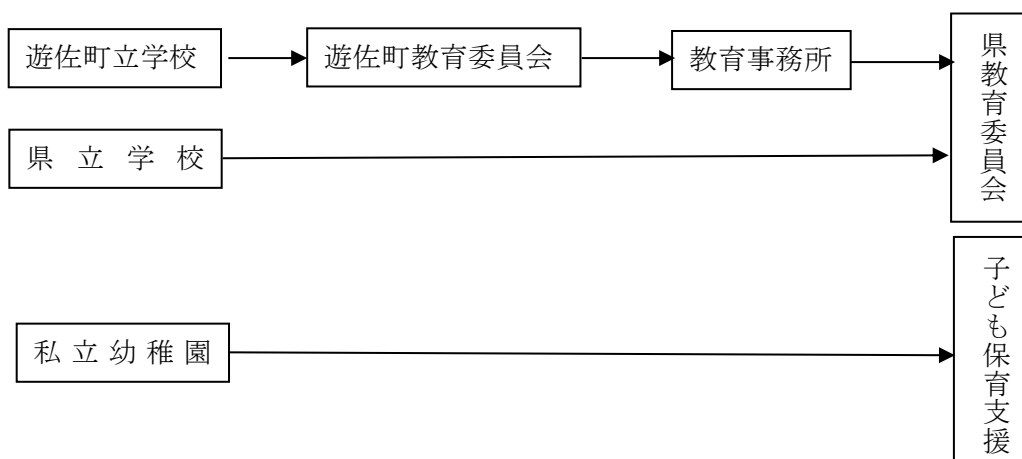 遊佐町立学校
遊佐町教育委員会
教育事務所
県教育委員会
県立学校
私立幼稚園
子ども保育支援